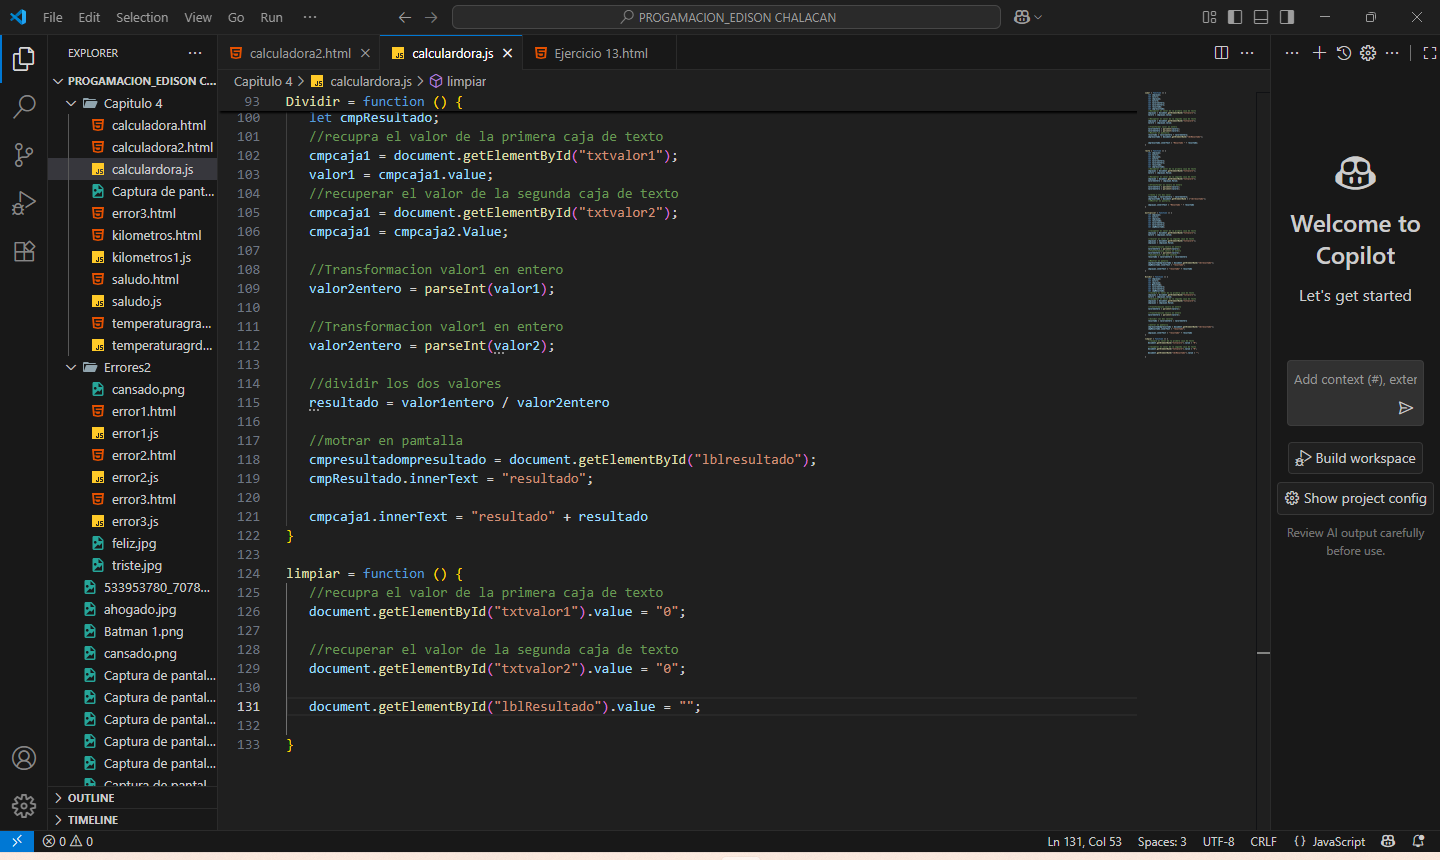 File Edit Selection View Go Run ···
PROGAMACION_EDISON CHALACAN
EXPLORER
PROGAMACION_EDISON C...
Capitulo 4
calculadora.html
calculadora2.html
calculardora.js
Captura de pant...
error3.html
kilometros.html
kilometros1.js
saludo.html
saludo.js
temperaturagra...
temperaturagrd...
Errores2
cansado.png
error1.html
error1.js
error2.html
error2.js
error3.html
error3.js
feliz.jpg
triste.jpg
533953780_7078...
ahogado.jpg
Batman 1.png
cansado.png
Captura de pantal...
Captura de pantal...
Captura de pantal...
Captura de pantal...
Captura de pantal...
Captura de pantal...
OUTLINE
TIMELINE
calculadora2.html calculardora.js Ejercicio 13.html
Capitulo 4 > calculardora.js > limpiar
93 Dividir = function () {
100 let cmpResultado;
101 //recupra el valor de la primera caja de texto
102 cmpcaja1 = document.getElementById("txtvalor1");
103 valor1 = cmpcaja1.value;
104 //recuperar el valor de la segunda caja de texto
105 cmpcaja1 = document.getElementById("txtvalor2");
106 cmpcaja1 = cmpcaja2.Value;
107
108 //Transformacion valor1 en entero
109 valor2entero = parseInt(valor1);
110
111 //Transformacion valor1 en entero
112 valor2entero = parseInt(valor2);
113
114 //dividir los dos valores
115 resultado = valor1entero / valor2entero
116
117 //motrar en pamtalla
118 cmpresultadompresultado = document.getElementById("lblresultado");
119 cmpResultado.innerText = "resultado";
120
121 cmpcaja1.innerText = "resultado" + resultado
122 }
123
124 limpiar = function () {
125 //recupra el valor de la primera caja de texto
126 document.getElementById("txtvalor1").value = "0";
127
128 //recuperar el valor de la segunda caja de texto
129 document.getElementById("txtvalor2").value = "0";
130
131 document.getElementById("lblResultado").value = "";
132
133 }
Welcome to
Copilot
Let's get started
Add context (#), exter
Build workspace
Show project config
Review AI output carefully
before use.
0 0
Ln 131, Col 53 Spaces: 3 UTF-8 CRLF {} JavaScript